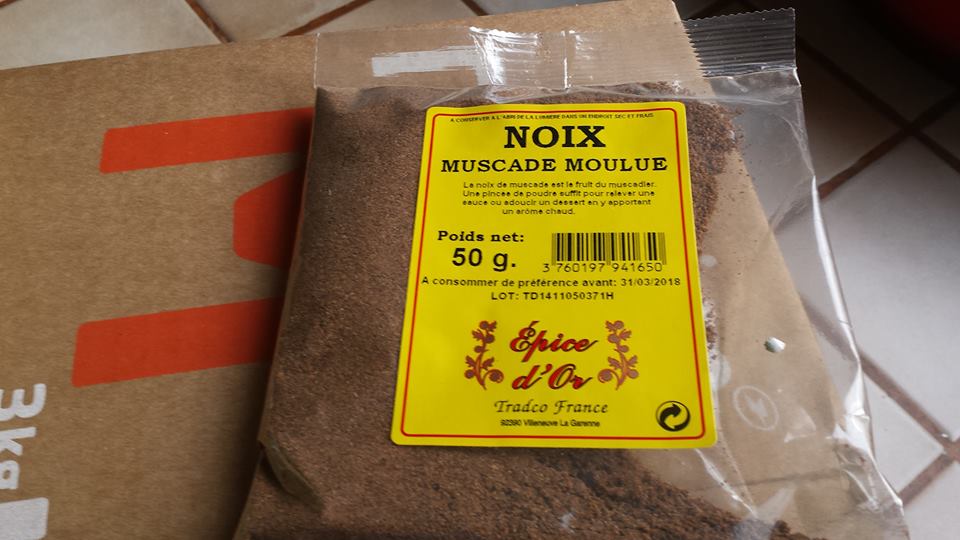 A CONSERVER A L'ABRI DE LA LUMIERE DANS UN ENDROIT SEC ET FRAIS
NOIX
MUSCADE MOULUE
La noix de muscade est le fruit du muscadier.
Une pincée de poudre suffit pour relever une
sauce ou adoucir un dessert en y apportant
un arôme chaud.
Poids net:
50 g.
3 760197 941650
A consommer de préférence avant: 31/03/2018
LOT: TD1411050371H
Épice
d'Or
Tradco France
92390 Villeneuve La Garenne
3kg